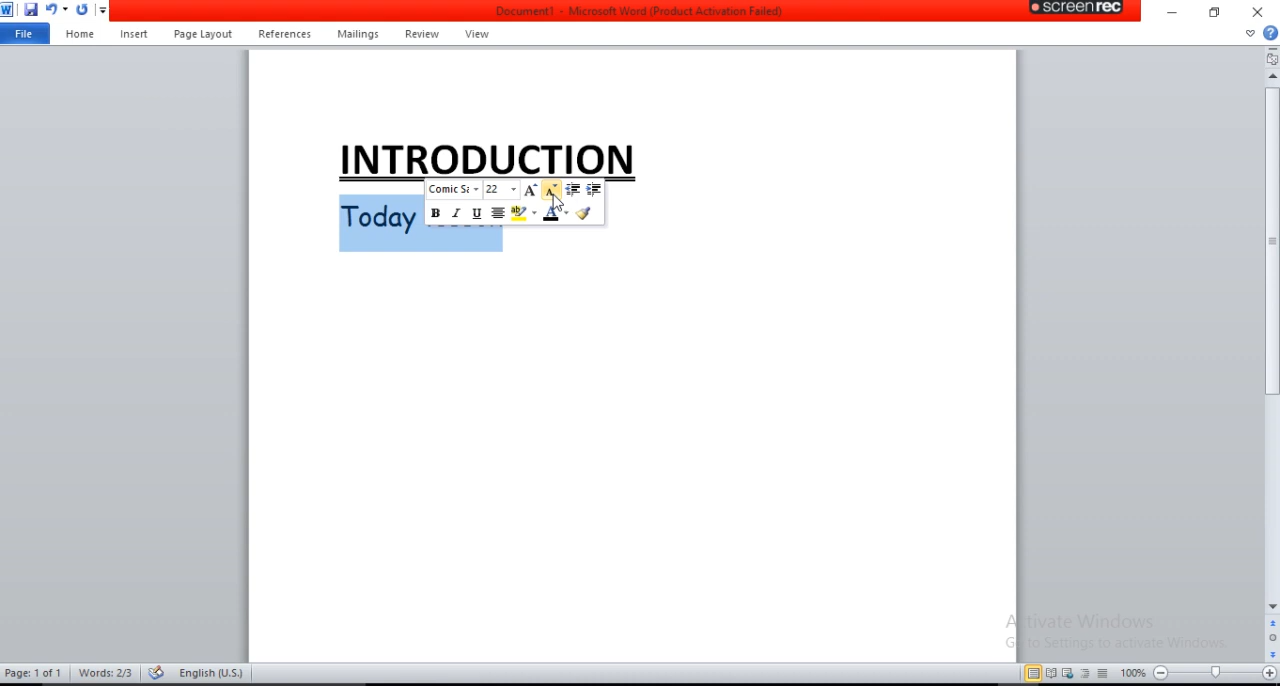 Document1 - Microsoft Word (Product Activation Failed)
screenrec
File Home Insert Page Layout References Mailings Review View
INTRODUCTION
Comic Sa 22
Today
Activate Windows
Go to Settings to activate Windows.
Page: 1 of 1 Words: 2/3 English (U.S.) 100%